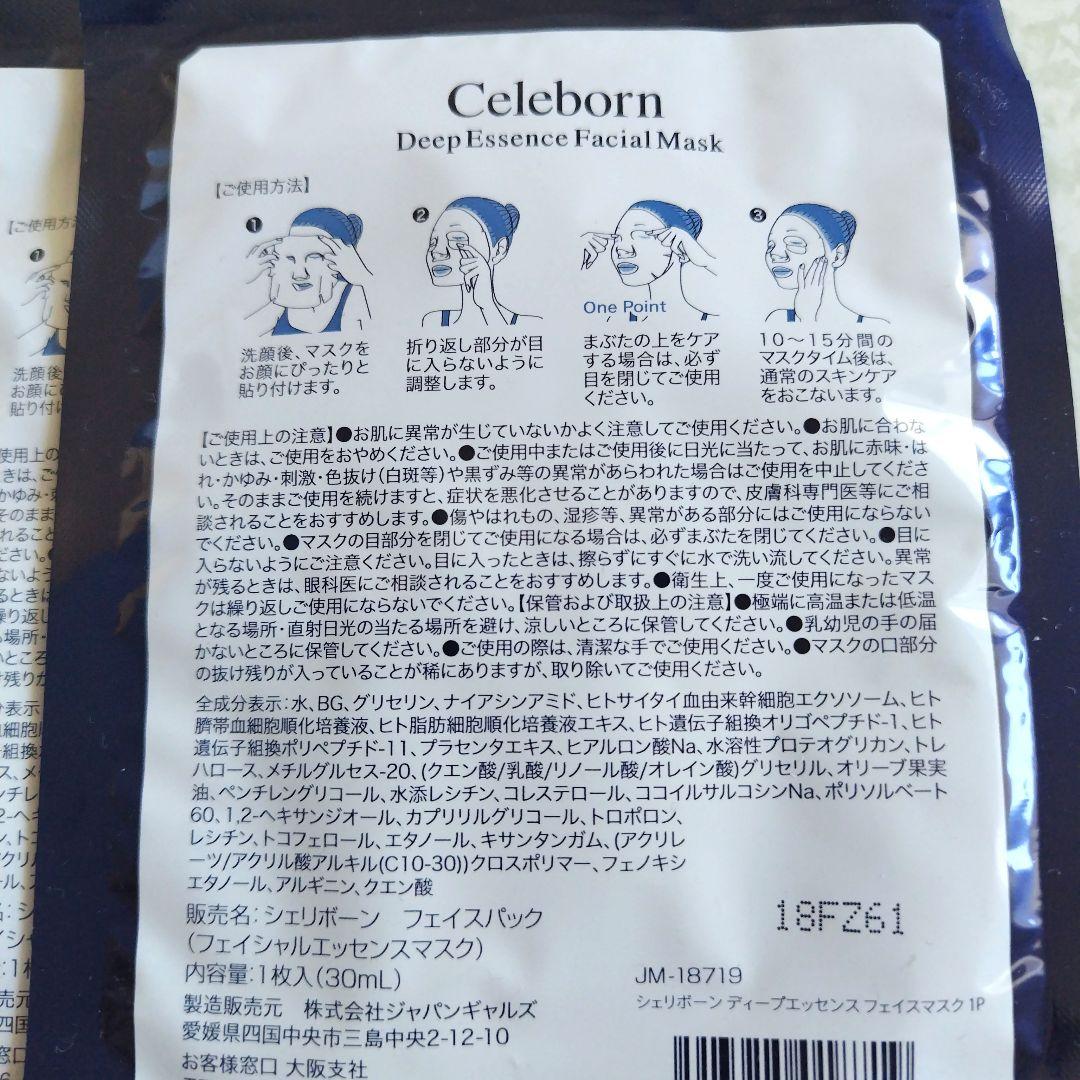 Celeborn
Deep Essence Facial Mask
【ご使用方法】
❶
洗顔後、マスクを
お顔にぴったりと
貼り付けます。
❷
折り返し部分が目
に入らないように
調整します。
One Point
まぶたの上をケア
する場合は、必ず
目を閉じてご使用
ください。
❸
10～15分間の
マスクタイム後は、
通常のスキンケア
をおこないます。
【ご使用上の注意】●お肌に異常が生じていないかよく注意してご使用ください。●お肌に合わな
いときは、ご使用をおやめください。●ご使用中またはご使用後に日光に当たって、お肌に赤味・は
れ・かゆみ・刺激・色抜け(白斑等)や黒ずみ等の異常があらわれた場合はご使用を中止してくださ
い。そのままご使用を続けますと、症状を悪化させることがありますので、皮膚科専門医等にご相
談されることをおすすめします。●傷やはれもの、湿疹等、異常がある部分にはご使用にならない
でください。●マスクの目部分を閉じてご使用になる場合は、必ずまぶたを閉じてください。●目に
入らないようにご注意ください。目に入ったときは、擦らずにすぐに水で洗い流してください。異常
が残るときは、眼科医にご相談されることをおすすめします。●衛生上、一度ご使用になったマス
クは繰り返しご使用にならないでください。【保管および取扱上の注意】●極端に高温または低温
となる場所・直射日光の当たる場所を避け、涼しいところに保管してください。●乳幼児の手の届
かないところに保管してください。●ご使用の際は、清潔な手でご使用ください。●マスクの口部分
の抜け残りが入っていることが稀にありますが、取り除いてご使用ください。
全成分表示:水、BG、グリセリン、ナイアシンアミド、ヒトサイタイ血由来幹細胞エクソソーム、ヒト
臍帯血細胞順化培養液、ヒト脂肪細胞順化培養液エキス、ヒト遺伝子組換オリゴペプチド-1、ヒト
遺伝子組換ポリペプチド-11、プラセンタエキス、ヒアルロン酸Na、水溶性プロテオグリカン、トレ
ハロース、メチルグルセス-20、(クエン酸/乳酸/リノール酸/オレイン酸)グリセリル、オリーブ果実
油、ペンチレングリコール、水添レシチン、コレステロール、ココイルサルコシンNa、ポリソルベート
60、1,2-ヘキサンジオール、カプリリルグリコール、トロポロン、
レシチン、トコフェロール、エタノール、キサンタンガム、(アクリレ
ーツ/アクリル酸アルキル(C10-30))クロスポリマー、フェノキシ
エタノール、アルギニン、クエン酸
販売名:シェリボーン フェイスパック
(フェイシャルエッセンスマスク)
内容量:1枚入(30mL)
製造販売元 株式会社ジャパンギャルズ
愛媛県四国中央市三島中央2-12-10
お客様窓口 大阪支社
18FZ61
JM-18719
シェリボーン ディープエッセンス フェイスマスク 1P